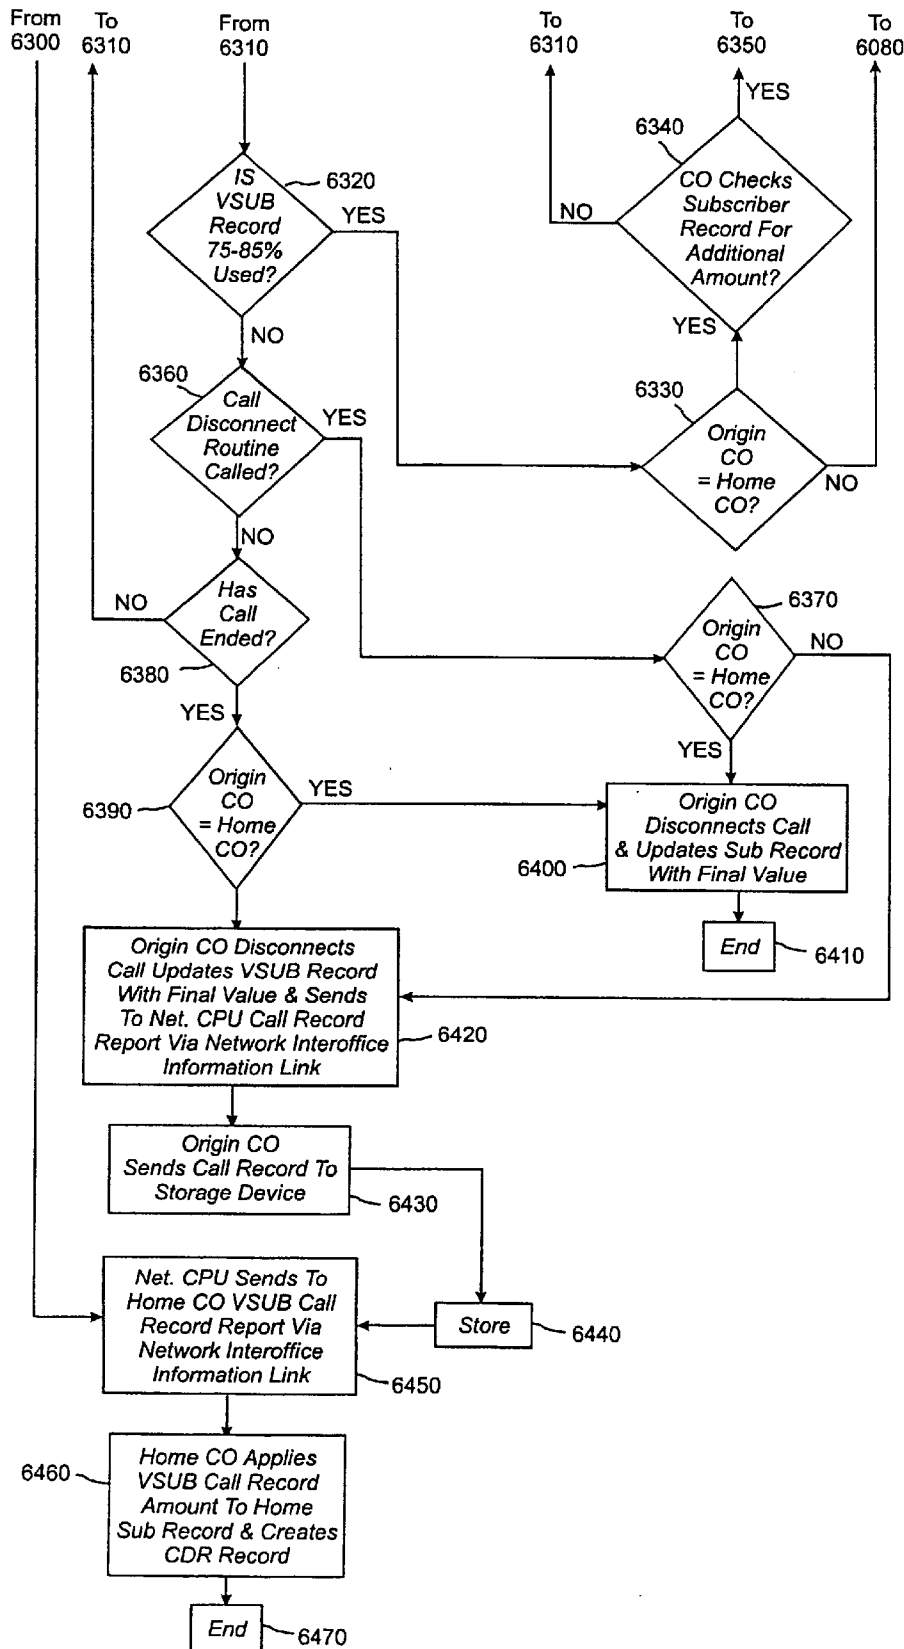 From
6300
To
6310
From
6310
To
6310
To
6350
To
6080
YES
6340
CO Checks
Subscriber
Record For
Additional
Amount?
NO
YES
IS
VSUB
Record
75-85%
Used?
6320
YES
NO
6360
Call
Disconnect
Routine
Called?
YES
6330
Origin
CO
= Home
CO?
NO
NO
Has
Call
Ended?
NO
6380
YES
6370
Origin
CO
= Home
CO?
NO
YES
6390
Origin
CO
= Home
CO?
YES
Origin CO
Disconnects Call
& Updates Sub Record
With Final Value
6400
End
6410
Origin CO Disconnects
Call Updates VSUB Record
With Final Value & Sends
To Net. CPU Call Record
Report Via Network Interoffice
Information Link
6420
Origin CO
Sends Call Record To
Storage Device
6430
Net. CPU Sends To
Home CO VSUB Call
Record Report Via
Network Interoffice
Information Link
6450
Store
6440
6460
Home CO Applies
VSUB Call Record
Amount To Home
Sub Record & Creates
CDR Record
End
6470